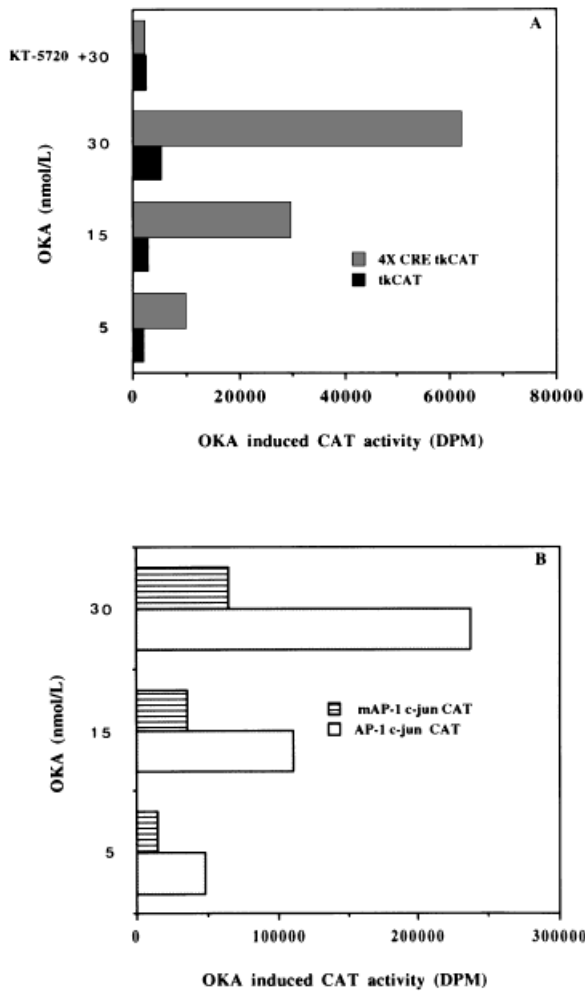 A
KT-5720 +30
30
15
5
OKA (nmol/L)
4X CRE tkCAT
tkCAT
0 20000 40000 60000 80000
OKA induced CAT activity (DPM)
B
30
15
5
OKA (nmol/L)
mAP-1 c-jun CAT
AP-1 c-jun CAT
0 100000 200000 300000
OKA induced CAT activity (DPM)